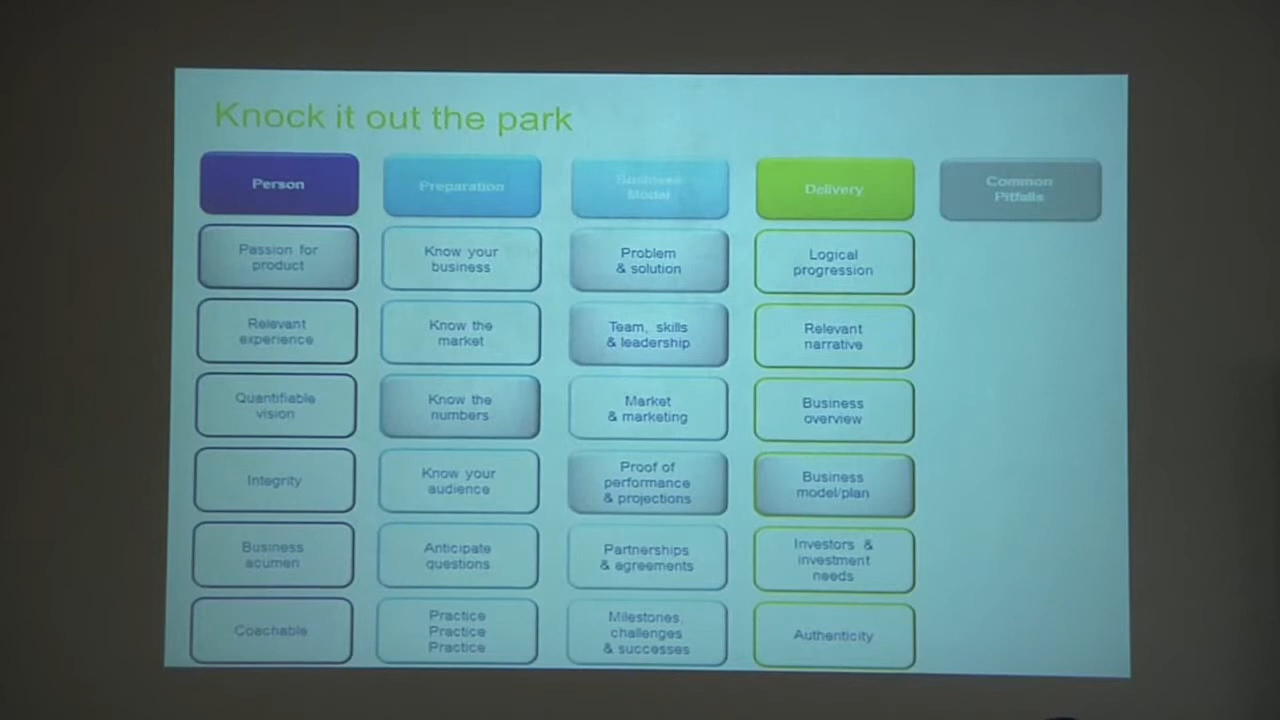 Knock it out the park
Person
Preparation
Business
Model
Delivery
Common
Pitfalls
Passion for
product
Relevant
experience
Quantifiable
vision
Integrity
Business
acumen
Coachable
Know your
business
Know the
market
Know the
numbers
Know your
audience
Anticipate
questions
Practice
Practice
Practice
Problem
& solution
Team, skills
& leadership
Market
& marketing
Proof of
performance
& projections
Partnerships
& agreements
Milestones,
challenges
& successes
Logical
progression
Relevant
narrative
Business
overview
Business
model/plan
Investors &
investment
needs
Authenticity